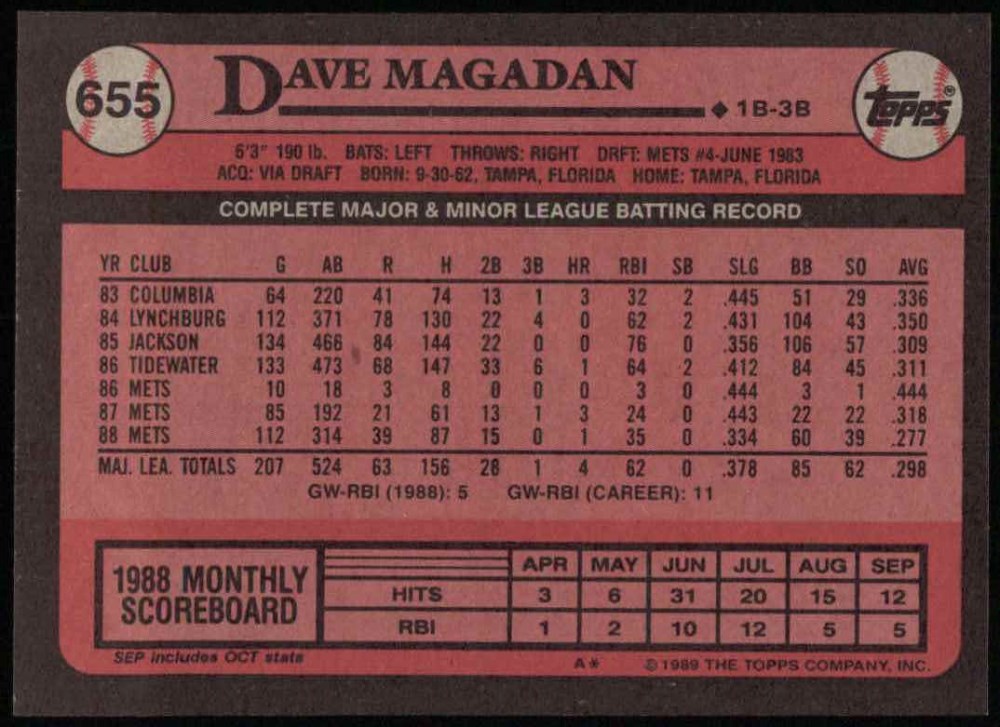 655
DAVE MAGADAN
◆ 1B-3B
TOPPS®
6'3" 190 lb. BATS: LEFT THROWS: RIGHT DRFT: METS #4-JUNE 1983
ACQ: VIA DRAFT BORN: 9-30-62, TAMPA, FLORIDA HOME: TAMPA, FLORIDA
COMPLETE MAJOR & MINOR LEAGUE BATTING RECORD
YR CLUB G AB R H 2B 3B HR RBI SB SLG BB SO AVG
83 COLUMBIA 64 220 41 74 13 1 3 32 2 .445 51 29 .336
84 LYNCHBURG 112 371 78 130 22 4 0 62 2 .431 104 43 .350
85 JACKSON 134 466 84 144 22 0 0 76 0 .356 106 57 .309
86 TIDEWATER 133 473 68 147 33 6 1 64 2 .412 84 45 .311
86 METS 10 18 3 8 0 0 0 3 0 .444 3 1 .444
87 METS 85 192 21 61 13 1 3 24 0 .443 22 22 .318
88 METS 112 314 39 87 15 0 1 35 0 .334 60 39 .277
MAJ. LEA. TOTALS 207 524 63 156 28 1 4 62 0 .378 85 62 .298
GW-RBI (1988): 5 GW-RBI (CAREER): 11
1988 MONTHLY
SCOREBOARD
APR MAY JUN JUL AUG SEP
HITS 3 6 31 20 15 12
RBI 1 2 10 12 5 5
SEP includes OCT stats
A* ©1989 THE TOPPS COMPANY, INC.